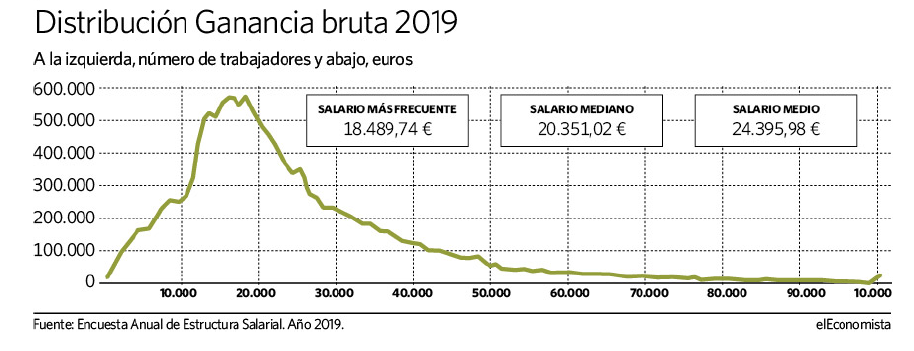 Distribución Ganancia bruta 2019
A la izquierda, número de trabajadores y abajo, euros
600.000
500.000
400.000
300.000
200.000
100.000
0
SALARIO MÁS FRECUENTE
18.489,74 €
SALARIO MEDIANO
20.351,02 €
SALARIO MEDIO
24.395,98 €
10.000 20.000 30.000 40.000 50.000 60.000 70.000 80.000 90.000 10.000
Fuente: Encuesta Anual de Estructura Salarial. Año 2019. elEconomista